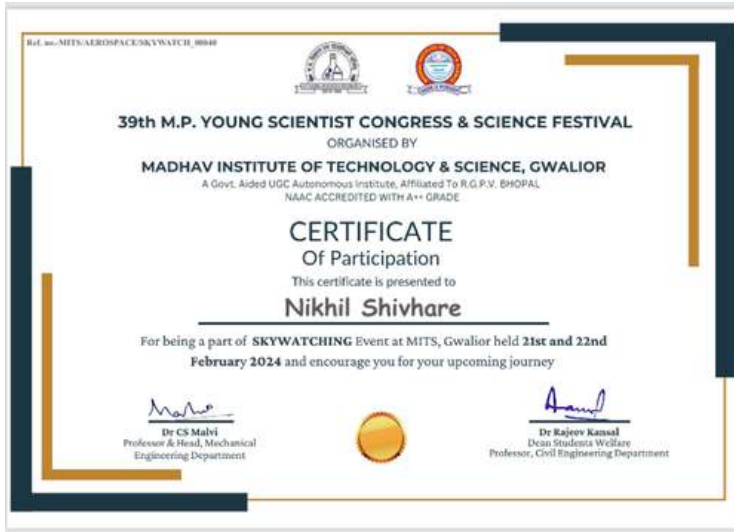 Ref. no.-MITS/AEROSPACE/SKYWATCH_00040
39th M.P. YOUNG SCIENTIST CONGRESS & SCIENCE FESTIVAL
ORGANISED BY
MADHAV INSTITUTE OF TECHNOLOGY & SCIENCE, GWALIOR
A Govt. Aided UGC Autonomous Institute, Affiliated To R.G.P.V. BHOPAL
NAAC ACCREDITED WITH A++ GRADE
CERTIFICATE
Of Participation
This certificate is presented to
Nikhil Shivhare
For being a part of SKYWATCHING Event at MITS, Gwalior held 21st and 22nd
February 2024 and encourage you for your upcoming journey
Dr CS Malvi
Professor & Head, Mechanical
Engineering Department
Dr Rajeev Kansal
Dean Students Welfare
Professor, Civil Engineering Department